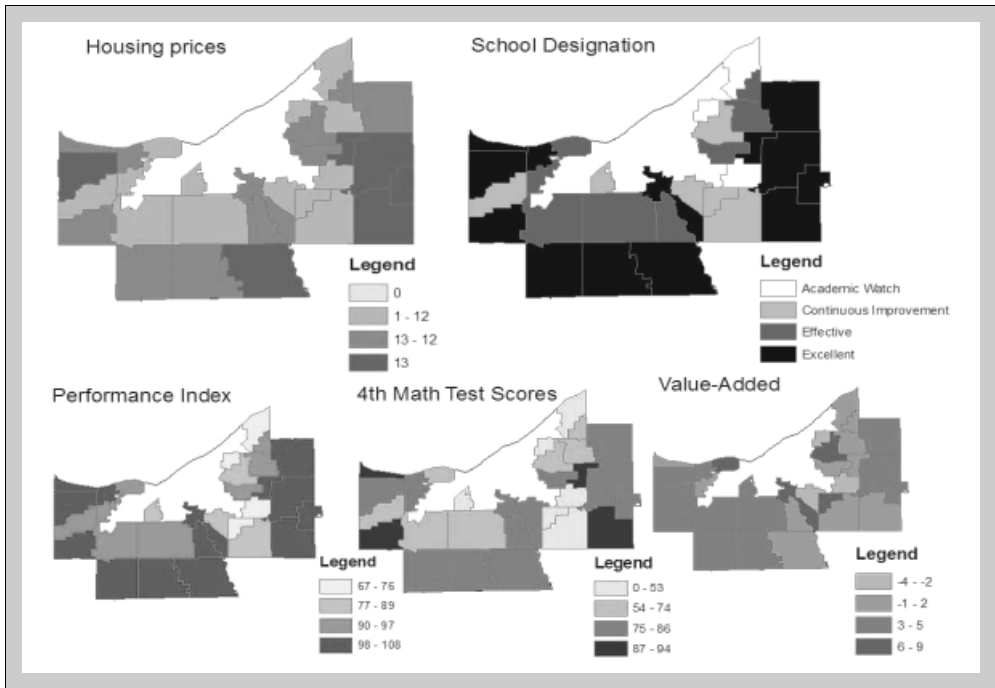 Housing prices
School Designation
Legend
0
1 - 12
13 - 12
13
Legend
Academic Watch
Continuous Improvement
Effective
Excellent
Performance Index
4th Math Test Scores
Value-Added
Legend
67 - 76
77 - 89
90 - 97
98 - 108
Legend
0 - 53
54 - 74
75 - 86
87 - 94
Legend
-4 - -2
-1 - 2
3 - 5
6 - 9